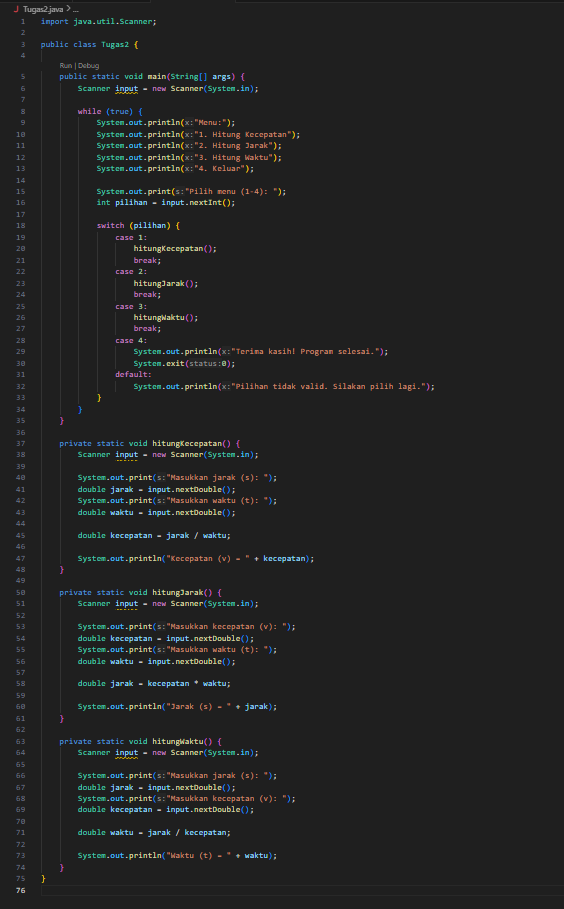 Tugas2.java > ...
1 import java.util.Scanner;
2
3 public class Tugas2 {
4
Run | Debug
5 public static void main(String[] args) {
6 Scanner input = new Scanner(System.in);
7
8 while (true) {
9 System.out.println(x:"Menu:");
10 System.out.println(x:"1. Hitung Kecepatan");
11 System.out.println(x:"2. Hitung Jarak");
12 System.out.println(x:"3. Hitung Waktu");
13 System.out.println(x:"4. Keluar");
14
15 System.out.print(s:"Pilih menu (1-4): ");
16 int pilihan = input.nextInt();
17
18 switch (pilihan) {
19 case 1:
20 hitungKecepatan();
21 break;
22 case 2:
23 hitungJarak();
24 break;
25 case 3:
26 hitungWaktu();
27 break;
28 case 4:
29 System.out.println(x:"Terima kasih! Program selesai.");
30 System.exit(status:0);
31 default:
32 System.out.println(x:"Pilihan tidak valid. Silakan pilih lagi.");
33 }
34 }
35 }
36
37 private static void hitungKecepatan() {
38 Scanner input = new Scanner(System.in);
39
40 System.out.print(s:"Masukkan jarak (s): ");
41 double jarak = input.nextDouble();
42 System.out.print(s:"Masukkan waktu (t): ");
43 double waktu = input.nextDouble();
44
45 double kecepatan = jarak / waktu;
46
47 System.out.println("Kecepatan (v) = " + kecepatan);
48 }
49
50 private static void hitungJarak() {
51 Scanner input = new Scanner(System.in);
52
53 System.out.print(s:"Masukkan kecepatan (v): ");
54 double kecepatan = input.nextDouble();
55 System.out.print(s:"Masukkan waktu (t): ");
56 double waktu = input.nextDouble();
57
58 double jarak = kecepatan * waktu;
59
60 System.out.println("Jarak (s) = " + jarak);
61 }
62
63 private static void hitungWaktu() {
64 Scanner input = new Scanner(System.in);
65
66 System.out.print(s:"Masukkan jarak (s): ");
67 double jarak = input.nextDouble();
68 System.out.print(s:"Masukkan kecepatan (v): ");
69 double kecepatan = input.nextDouble();
70
71 double waktu = jarak / kecepatan;
72
73 System.out.println("Waktu (t) = " + waktu);
74 }
75 }
76